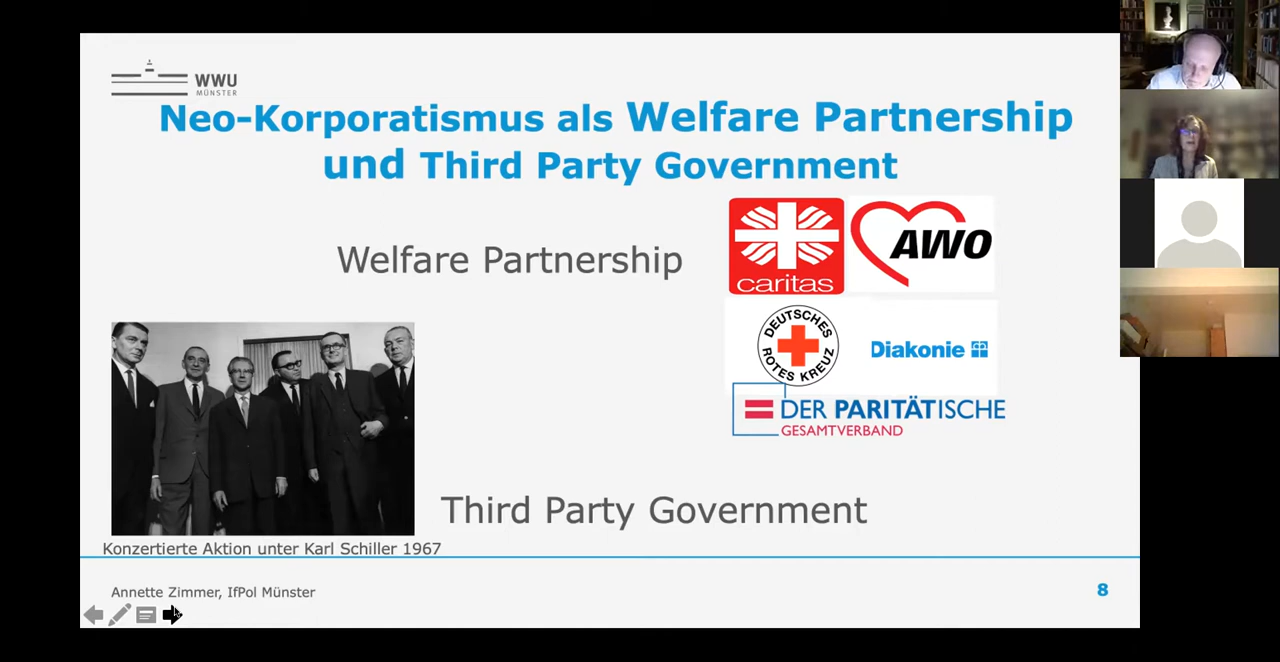 WWU
MÜNSTER
Neo-Korporatismus als Welfare Partnership
und Third Party Government
Welfare Partnership
caritas
AWO
DEUTSCHES
ROTES KREUZ
Diakonie
DER PARITÄTISCHE
GESAMTVERBAND
Third Party Government
Konzertierte Aktion unter Karl Schiller 1967
Annette Zimmer, IfPol Münster
8